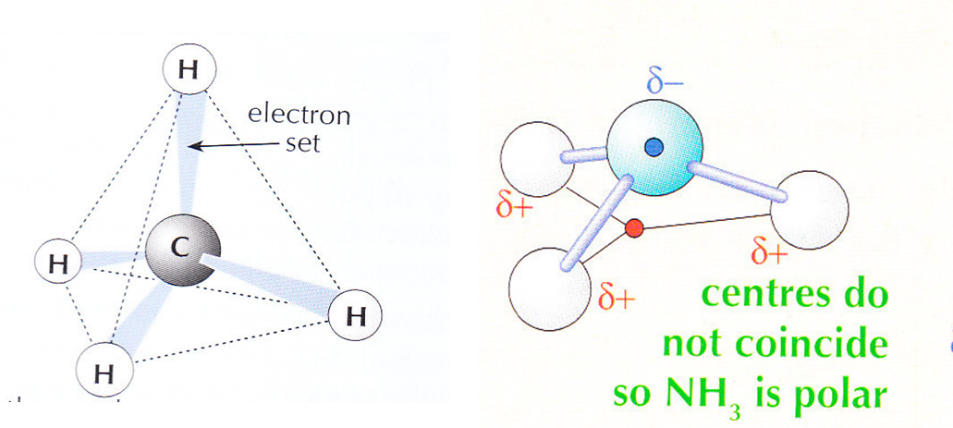 H
electron
set
C
H
H
H
δ−
δ+
δ+
δ+
centres do
not coincide
so NH₃ is polar